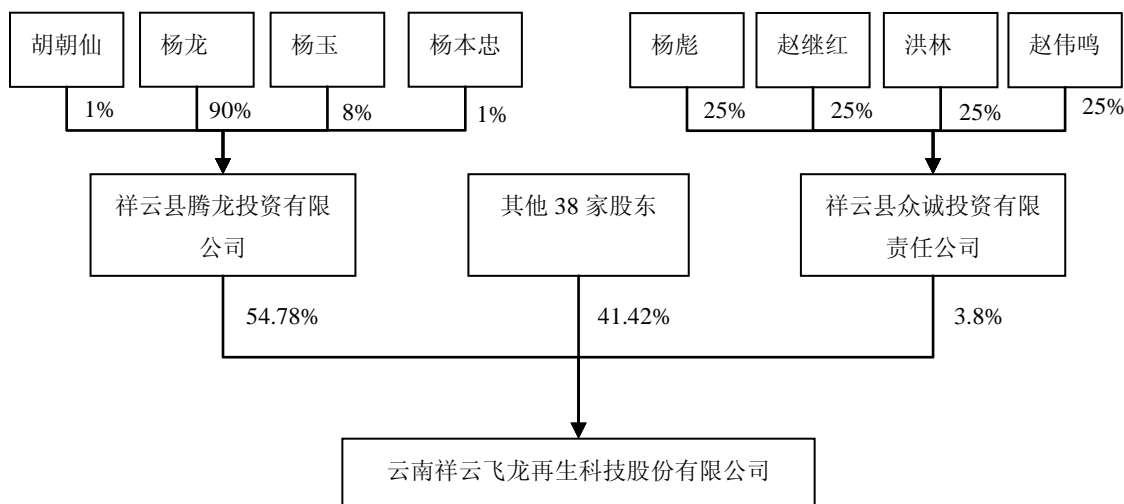 胡朝仙 杨龙 杨玉 杨本忠 杨彪 赵继红 洪林 赵伟鸣
1% 90% 8% 1% 25% 25% 25% 25%
祥云县腾龙投资有限
公司
其他 38 家股东
祥云县众诚投资有限
责任公司
54.78% 41.42% 3.8%
云南祥云飞龙再生科技股份有限公司